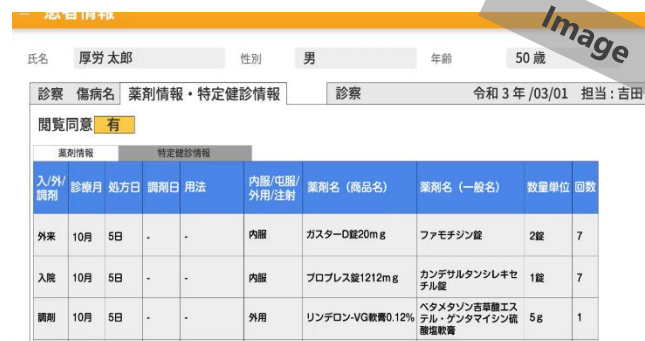 患者情報
Image
氏名 厚労 太郎 性別 男 年齢 50 歳
診察 傷病名 薬剤情報・特定健診情報 診察 令和 3 年 /03/01 担当 : 吉田
閲覧同意 有
薬剤情報 特定健診情報
入/外/調剤 診療月 処方日 調剤日 用法 内服/屯服/外用/注射 薬剤名（商品名） 薬剤名（一般名） 数量単位 回数
外来 10月 5日 - - 内服 ガスターD錠20mg ファモチジン錠 2錠 7
入院 10月 5日 - - 内服 ブロプレス錠1212mg カンデサルタンシレキセチル錠 1錠 7
調剤 10月 5日 - - 外用 リンデロン-VG軟膏0.12% ベタメタゾン吉草酸エステル・ゲンタマイシン硫酸塩軟膏 5g 1